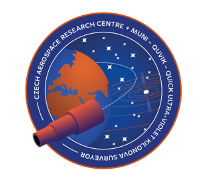 CZECH AEROSPACE RESEARCH CENTRE • MUNI - QUVIK - QUICK ULTRA-VIOLET KILONOVA SURVEYOR